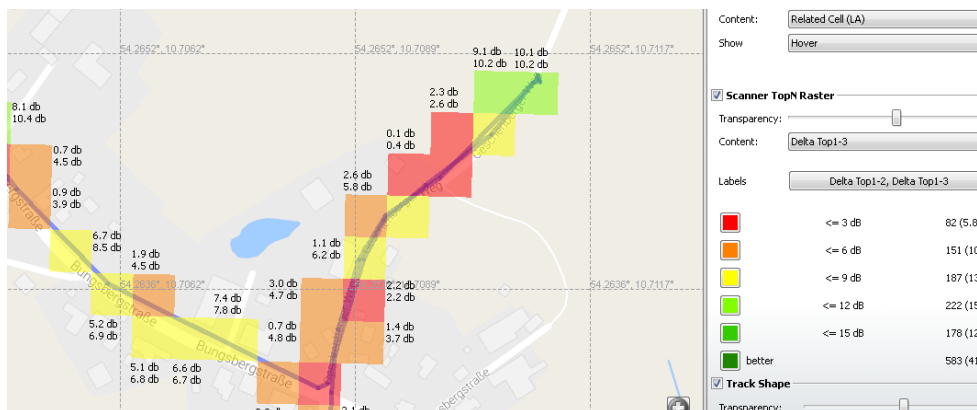 54.2652°, 10.7062°
54.2652°, 10.7089°
54.2652°, 10.7117°
9.1 db
10.2 db
10.1 db
10.2 db
8.1 db
10.4 db
2.3 db
2.6 db
0.1 db
0.4 db
0.7 db
4.5 db
2.6 db
5.8 db
0.9 db
3.9 db
6.7 db
8.5 db
1.1 db
6.2 db
1.9 db
4.5 db
54.2636°, 10.7062°
54.2636°, 10.7117°
3.0 db
4.7 db
2.2 db
2.2 db
7.4 db
7.8 db
5.2 db
6.9 db
0.7 db
4.8 db
1.4 db
3.7 db
5.1 db
6.8 db
6.6 db
6.7 db
2.1 db
Bungsbergstraße
Bungsbergstraße
Bungsbergstraße
Content:
Related Cell (LA)
Show
Hover
Scanner TopN Raster
Transparency:
Content:
Delta Top1-3
Labels
Delta Top1-2, Delta Top1-3
<= 3 dB
82 (5.8
<= 6 dB
151 (10
<= 9 dB
187 (13
<= 12 dB
222 (15
<= 15 dB
178 (12
better
583 (41
Track Shape
Transparency: